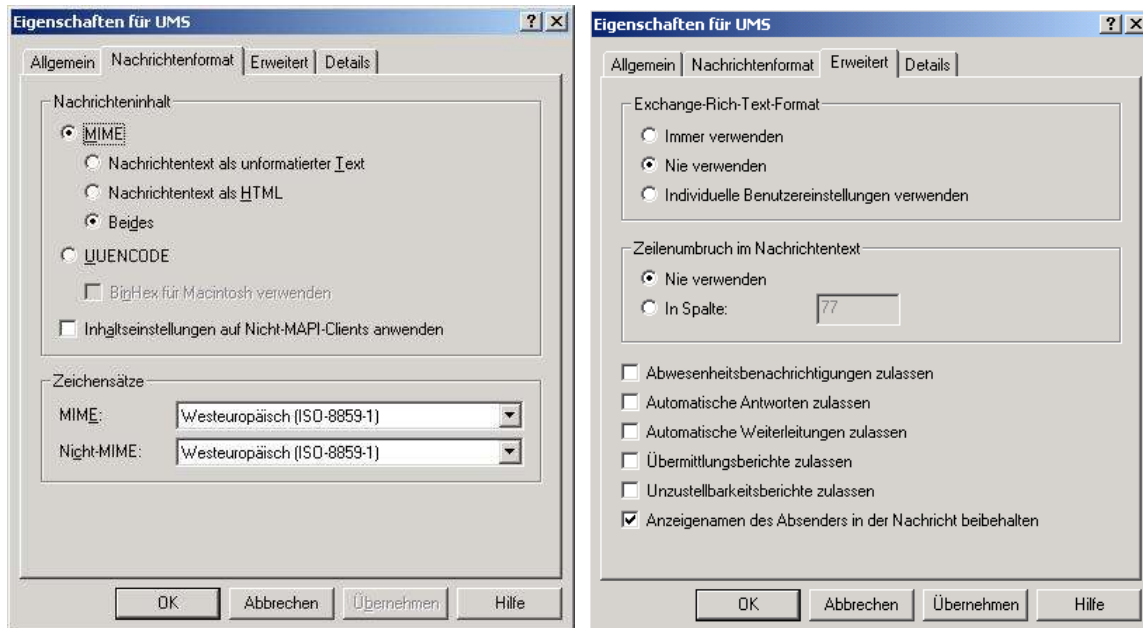 Eigenschaften für UMS
Allgemein Nachrichtenformat Erweitert Details
Nachrichteninhalt
MIME
Nachrichtentext als unformatierter Text
Nachrichtentext als HTML
Beides
UUENCODE
BinHex für Macintosh verwenden
Inhaltseinstellungen auf Nicht-MAPI-Clients anwenden
Zeichensätze
MIME: Westeuropäisch (ISO-8859-1)
Nicht-MIME: Westeuropäisch (ISO-8859-1)
OK Abbrechen Übernehmen Hilfe
Eigenschaften für UMS
Allgemein Nachrichtenformat Erweitert Details
Exchange-Rich-Text-Format
Immer verwenden
Nie verwenden
Individuelle Benutzereinstellungen verwenden
Zeilenumbruch im Nachrichtentext
Nie verwenden
In Spalte: 77
Abwesenheitsbenachrichtigungen zulassen
Automatische Antworten zulassen
Automatische Weiterleitungen zulassen
Übermittlungsberichte zulassen
Unzustellbarkeitsberichte zulassen
Anzeigenamen des Absenders in der Nachricht beibehalten
OK Abbrechen Übernehmen Hilfe